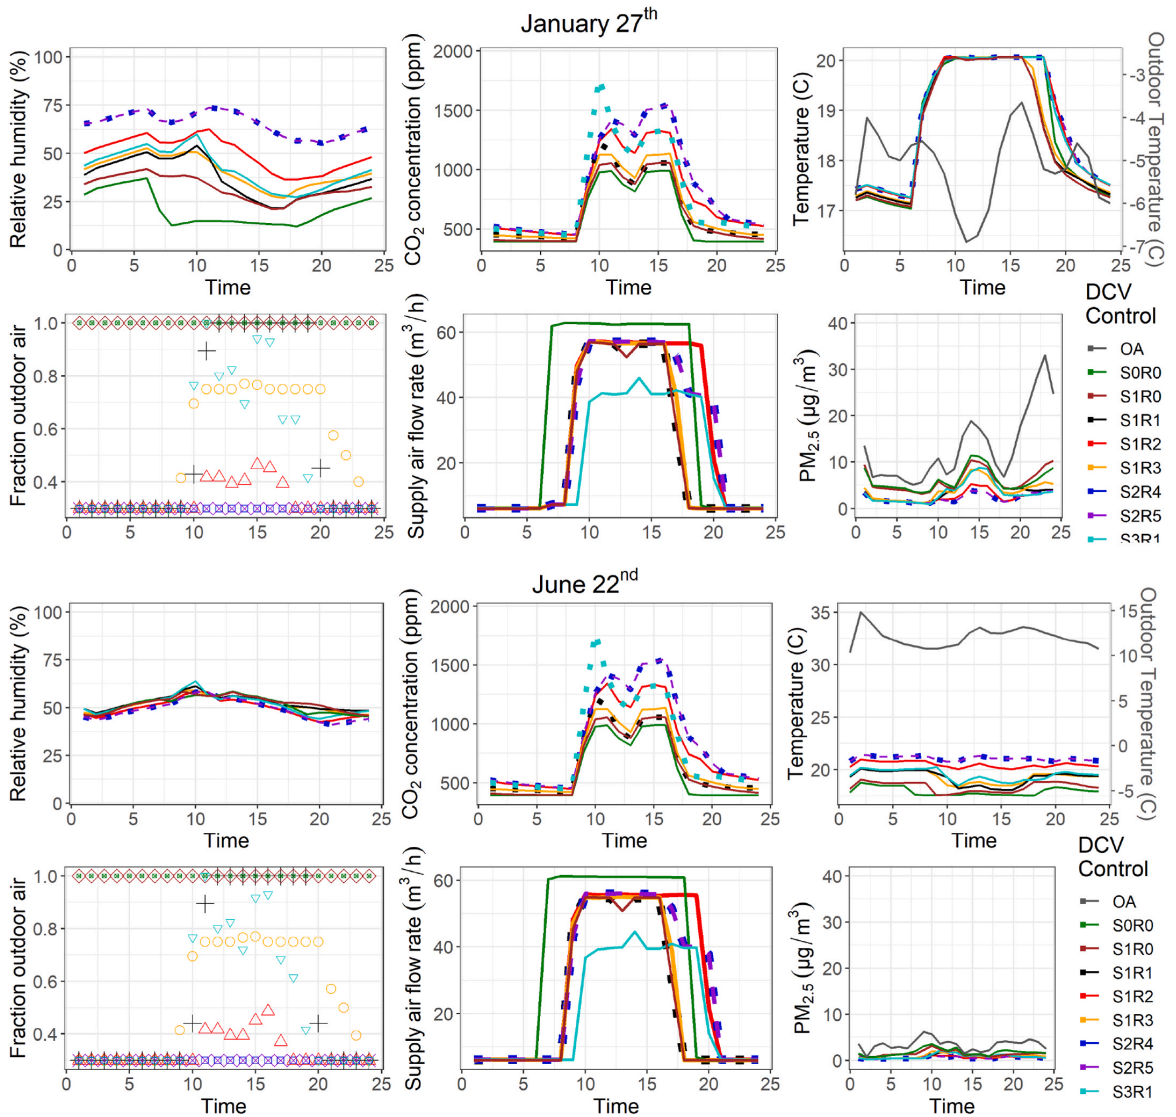 January 27th
Relative humidity (%)
100
75
50
25
0
0 5 10 15 20 25
Time
CO2 concentration (ppm)
2000
1500
1000
500
0 5 10 15 20 25
Time
Temperature (C)
20
19
18
17
0 5 10 15 20 25
Time
-3
-4
-5
-6
-7
Outdoor Temperature (C)
Fraction outdoor air
1.0
0.8
0.6
0.4
0 5 10 15 20 25
Time
Supply air flow rate (m3/h)
60
40
20
0 5 10 15 20 25
Time
PM2.5 (µg/m3)
40
30
20
10
0
0 5 10 15 20 25
Time
DCV
Control
OA
S0R0
S1R0
S1R1
S1R2
S1R3
S2R4
S2R5
S3R1
June 22nd
Relative humidity (%)
100
75
50
25
0
0 5 10 15 20 25
Time
CO2 concentration (ppm)
2000
1500
1000
500
0 5 10 15 20 25
Time
Temperature (C)
35
30
25
20
0 5 10 15 20 25
Time
15
10
5
0
-5
Outdoor Temperature (C)
Fraction outdoor air
1.0
0.8
0.6
0.4
0 5 10 15 20 25
Time
Supply air flow rate (m3/h)
60
40
20
0 5 10 15 20 25
Time
PM2.5 (µg/m3)
40
30
20
10
0
0 5 10 15 20 25
Time
DCV
Control
OA
S0R0
S1R0
S1R1
S1R2
S1R3
S2R4
S2R5
S3R1